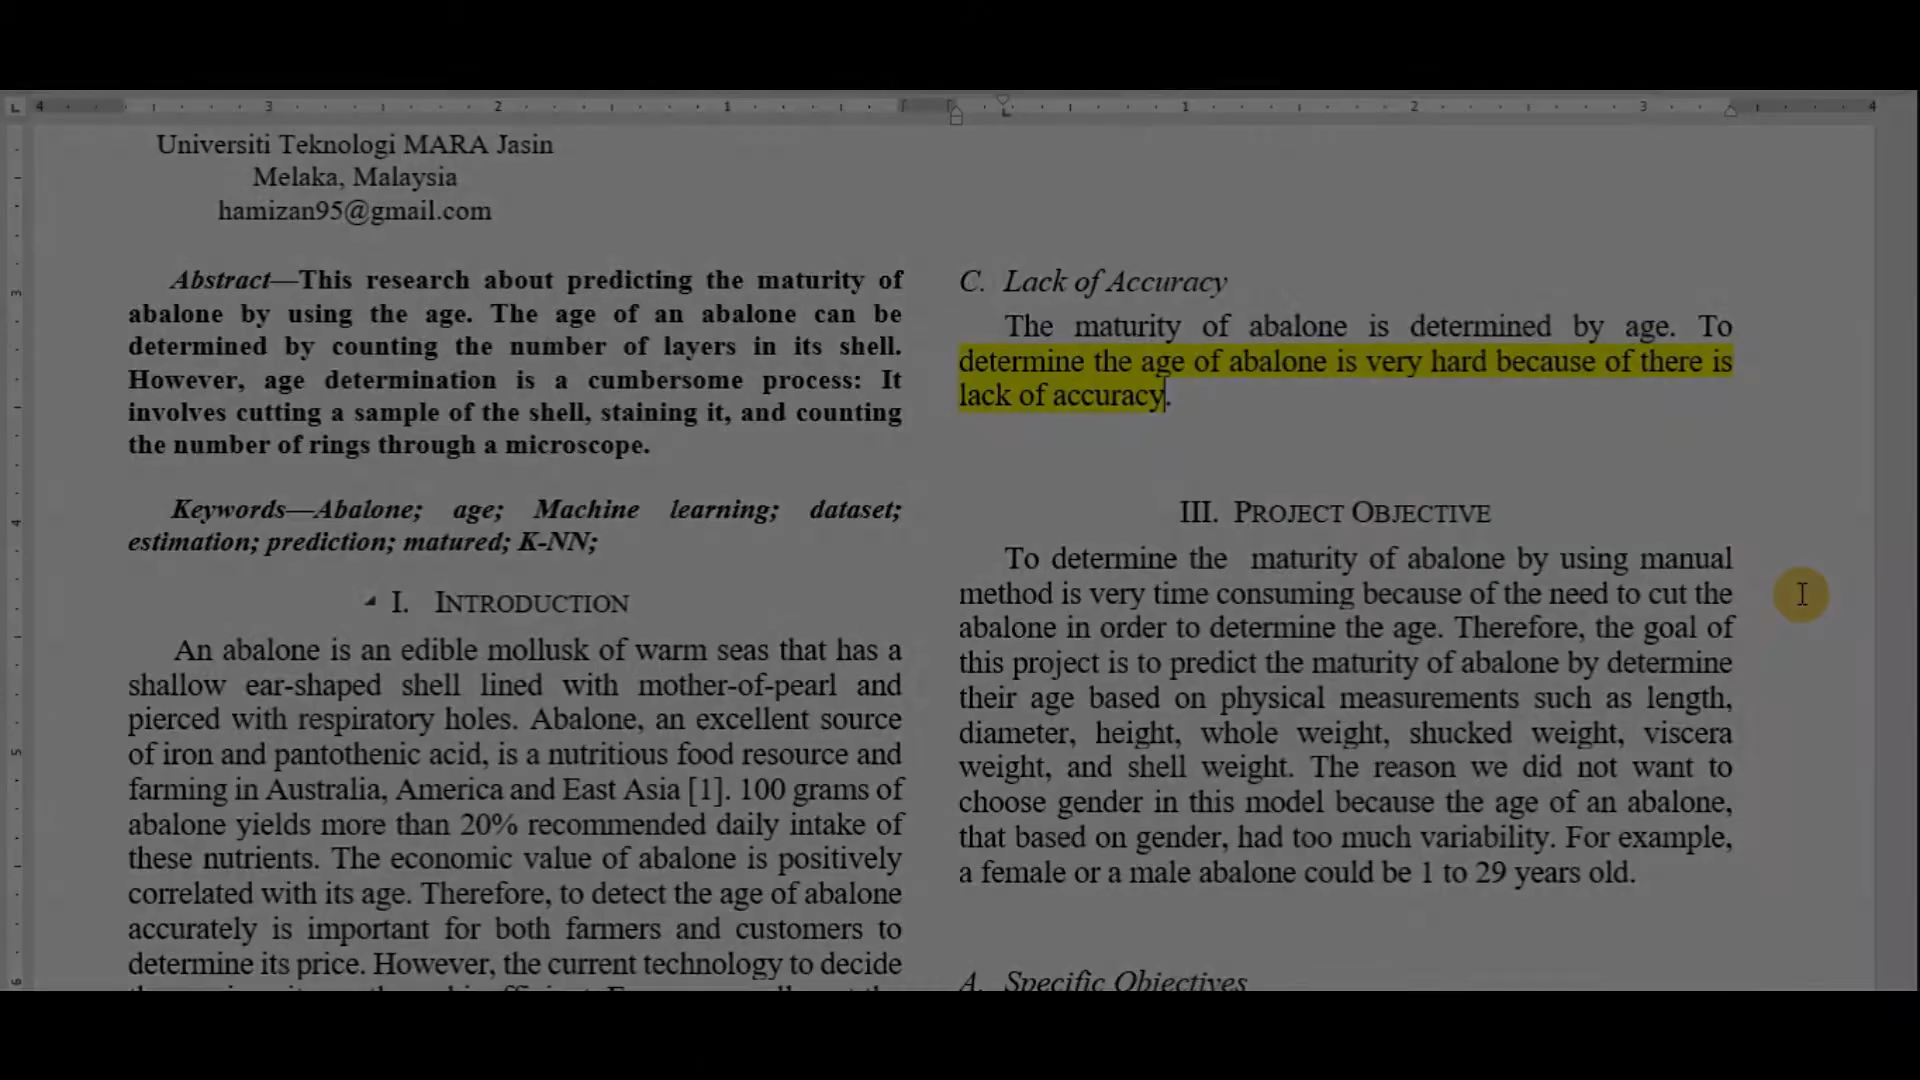 Universiti Teknologi MARA Jasin
Melaka, Malaysia
hamizan95@gmail.com
Abstract—This research about predicting the maturity of
abalone by using the age. The age of an abalone can be
determined by counting the number of layers in its shell.
However, age determination is a cumbersome process: It
involves cutting a sample of the shell, staining it, and counting
the number of rings through a microscope.
Keywords—Abalone; age; Machine learning; dataset;
estimation; prediction; matured; K-NN;
I. INTRODUCTION
An abalone is an edible mollusk of warm seas that has a
shallow ear-shaped shell lined with mother-of-pearl and
pierced with respiratory holes. Abalone, an excellent source
of iron and pantothenic acid, is a nutritious food resource and
farming in Australia, America and East Asia [1]. 100 grams of
abalone yields more than 20% recommended daily intake of
these nutrients. The economic value of abalone is positively
correlated with its age. Therefore, to detect the age of abalone
accurately is important for both farmers and customers to
determine its price. However, the current technology to decide
C. Lack of Accuracy
The maturity of abalone is determined by age. To
determine the age of abalone is very hard because of there is
lack of accuracy.
III. PROJECT OBJECTIVE
To determine the maturity of abalone by using manual
method is very time consuming because of the need to cut the
abalone in order to determine the age. Therefore, the goal of
this project is to predict the maturity of abalone by determine
their age based on physical measurements such as length,
diameter, height, whole weight, shucked weight, viscera
weight, and shell weight. The reason we did not want to
choose gender in this model because the age of an abalone,
that based on gender, had too much variability. For example,
a female or a male abalone could be 1 to 29 years old.
A. Specific Objectives